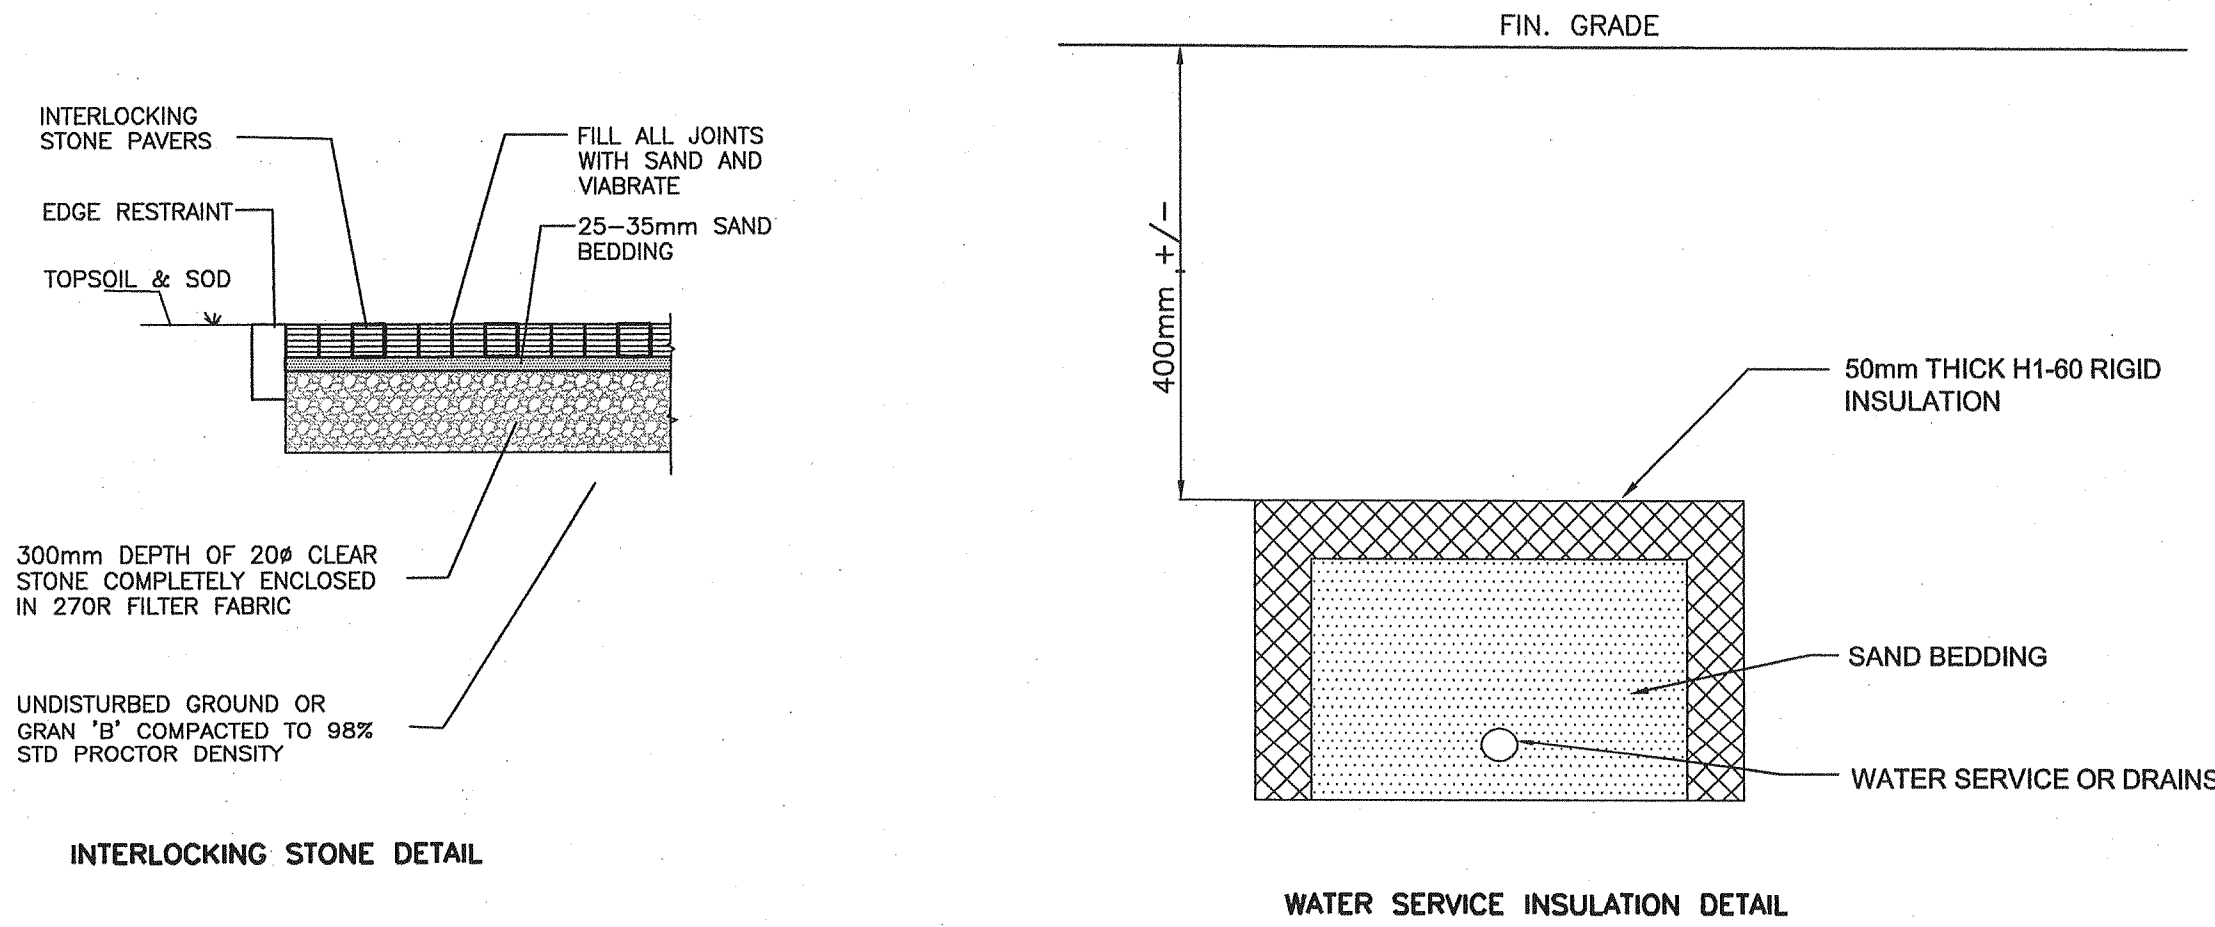 INTERLOCKING
STONE PAVERS
EDGE RESTRAINT
TOPSOIL & SOD
FILL ALL JOINTS
WITH SAND AND
VIABRATE
25-35mm SAND
BEDDING
300mm DEPTH OF 20ø CLEAR
STONE COMPLETELY ENCLOSED
IN 270R FILTER FABRIC
UNDISTURBED GROUND OR
GRAN 'B' COMPACTED TO 98%
STD PROCTOR DENSITY
INTERLOCKING STONE DETAIL
FIN. GRADE
400mm +/-
50mm THICK H1-60 RIGID
INSULATION
SAND BEDDING
WATER SERVICE OR DRAINS
WATER SERVICE INSULATION DETAIL